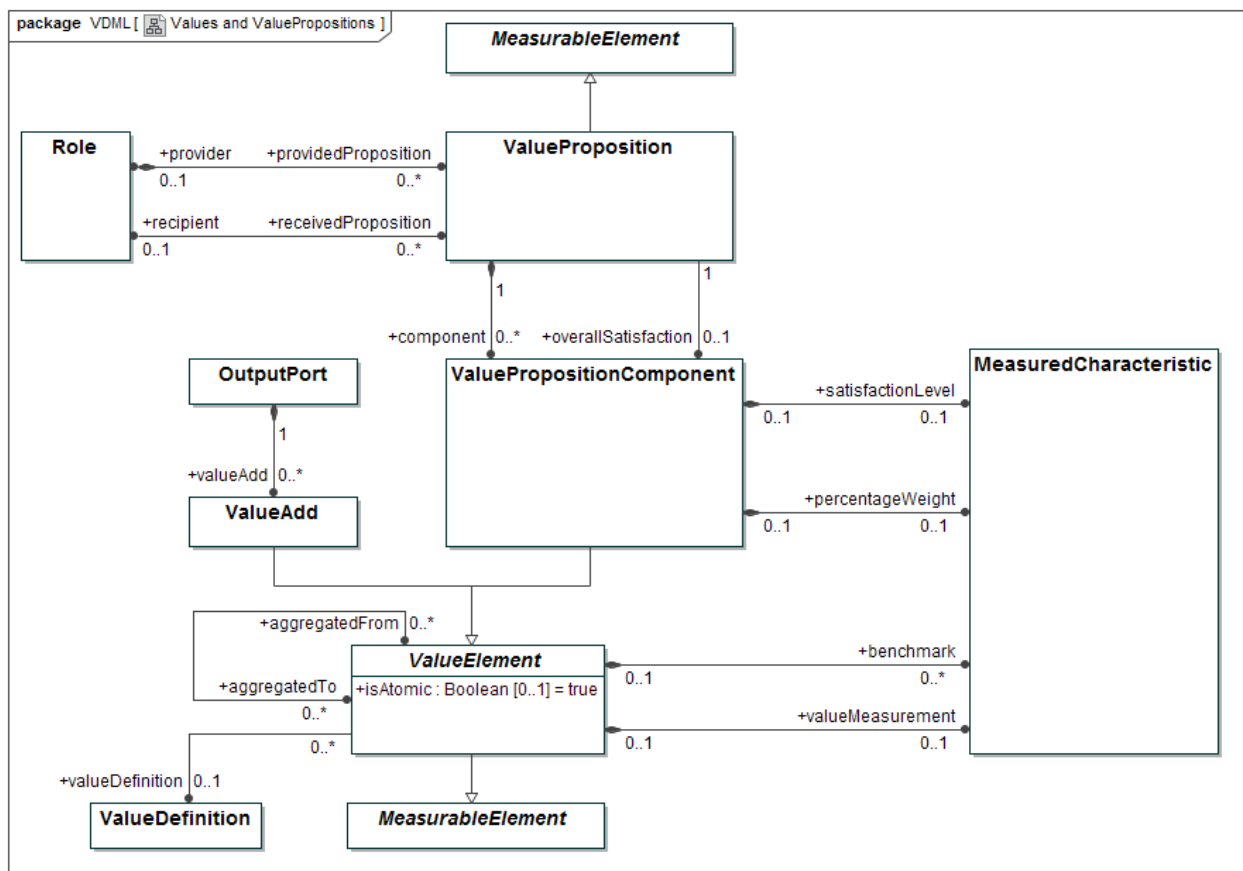 package VDML [ Values and ValuePropositions ]
MeasurableElement
Role
+provider
+providedProposition
0..1
0..*
ValueProposition
+recipient
+receivedProposition
0..1
0..*
1
1
+component
0..*
+overallSatisfaction
0..1
OutputPort
1
+valueAdd
0..*
ValueAdd
ValuePropositionComponent
MeasuredCharacteristic
+satisfactionLevel
0..1
0..1
+percentageWeight
0..1
0..1
+aggregatedFrom
0..*
+aggregatedTo
0..*
ValueElement
+isAtomic : Boolean [0..1] = true
+benchmark
0..1
0..*
+valueMeasurement
0..1
0..1
0..*
+valueDefinition
0..1
ValueDefinition
MeasurableElement